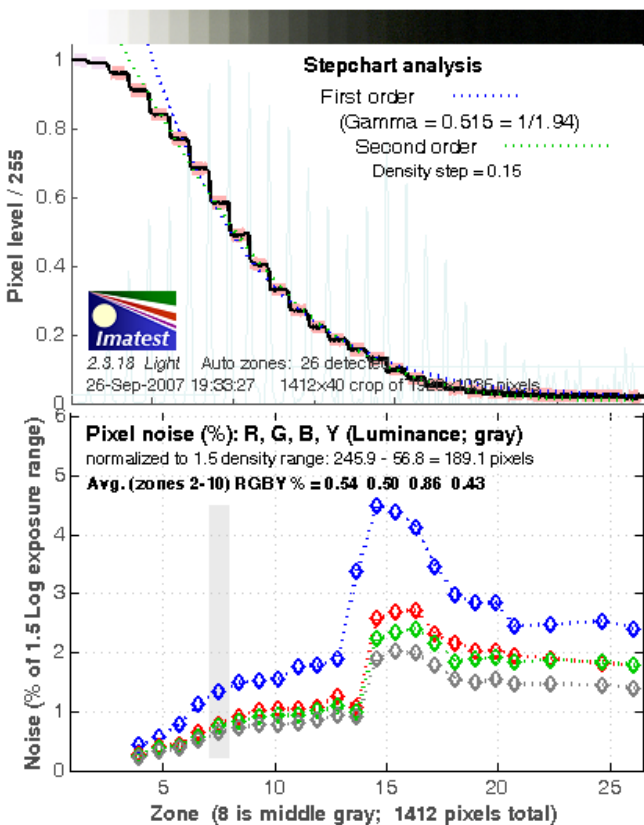 Stepchart analysis
First order
(Gamma = 0.515 = 1/1.94)
Second order
Density step = 0.15
Pixel level / 255
1
0.8
0.6
0.4
0.2
0
Imatest
2.3.18 Light Auto zones: 26 detected
26-Sep-2007 19:33:27 1412x40 crop of pixels
Pixel noise (%): R, G, B, Y (Luminance; gray)
normalized to 1.5 density range: 245.9 - 56.8 = 189.1 pixels
Avg. (zones 2-10) RGBY % = 0.54 0.50 0.86 0.43
Noise (% of 1.5 Log exposure range)
6
5
4
3
2
1
0
5 10 15 20 25
Zone (8 is middle gray; 1412 pixels total)